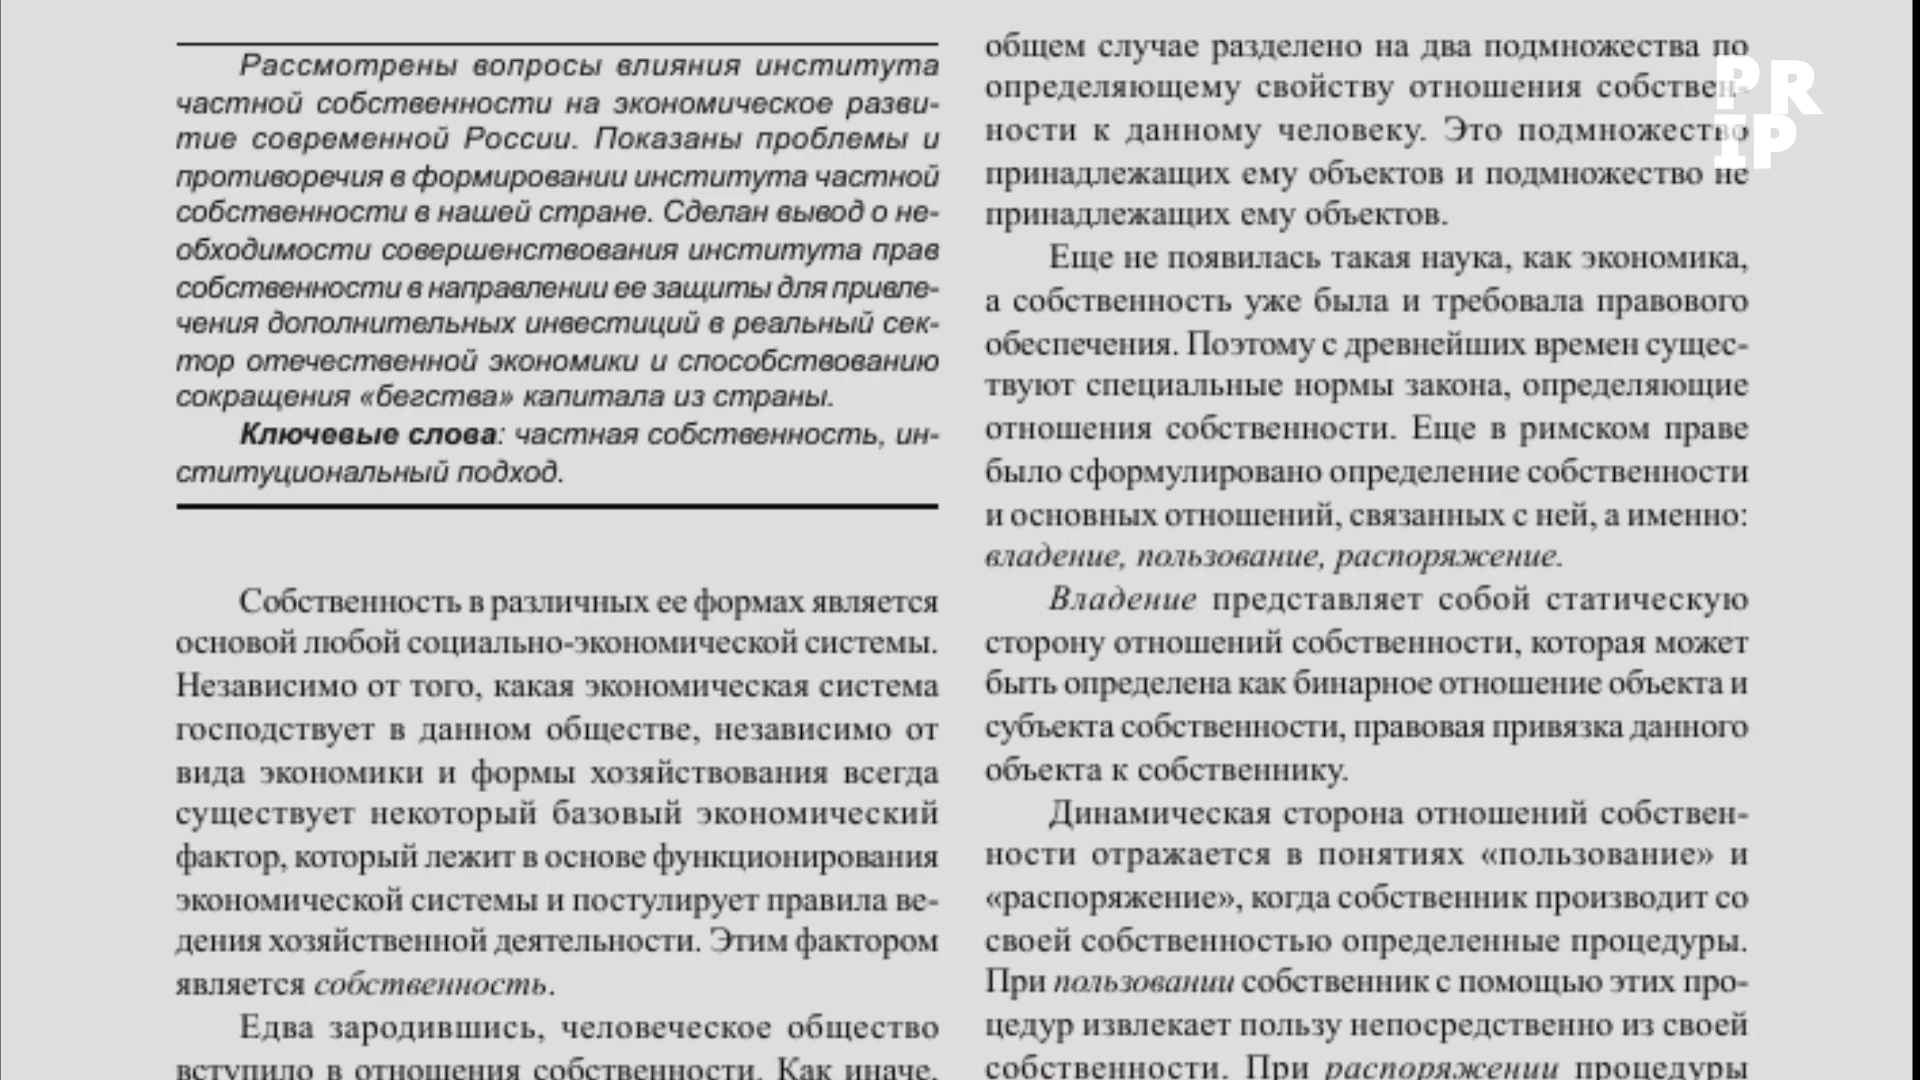 Рассмотрены вопросы влияния института
частной собственности на экономическое разви-
тие современной России. Показаны проблемы и
противоречия в формировании института частной
собственности в нашей стране. Сделан вывод о не-
обходимости совершенствования института прав
собственности в направлении ее защиты для привле-
чения дополнительных инвестиций в реальный сек-
тор отечественной экономики и способствованию
сокращения «бегства» капитала из страны.
Ключевые слова: частная собственность, ин-
ституциональный подход.
Собственность в различных ее формах является
основой любой социально-экономической системы.
Независимо от того, какая экономическая система
господствует в данном обществе, независимо от
вида экономики и формы хозяйствования всегда
существует некоторый базовый экономический
фактор, который лежит в основе функционирования
экономической системы и постулирует правила ве-
дения хозяйственной деятельности. Этим фактором
является собственность.
Едва зародившись, человеческое общество
вступило в отношения собственности. Как иначе,
общем случае разделено на два подмножества по
определяющему свойству отношения собствен-
ности к данному человеку. Это подмножество
принадлежащих ему объектов и подмножество не
принадлежащих ему объектов.
Еще не появилась такая наука, как экономика,
а собственность уже была и требовала правового
обеспечения. Поэтому с древнейших времен сущес-
твуют специальные нормы закона, определяющие
отношения собственности. Еще в римском праве
было сформулировано определение собственности
и основных отношений, связанных с ней, а именно:
владение, пользование, распоряжение.
Владение представляет собой статическую
сторону отношений собственности, которая может
быть определена как бинарное отношение объекта и
субъекта собственности, правовая привязка данного
объекта к собственнику.
Динамическая сторона отношений собствен-
ности отражается в понятиях «пользование» и
«распоряжение», когда собственник производит со
своей собственностью определенные процедуры.
При пользовании собственник с помощью этих про-
цедур извлекает пользу непосредственно из своей
собственности. При распоряжении процедуры
PR
IP